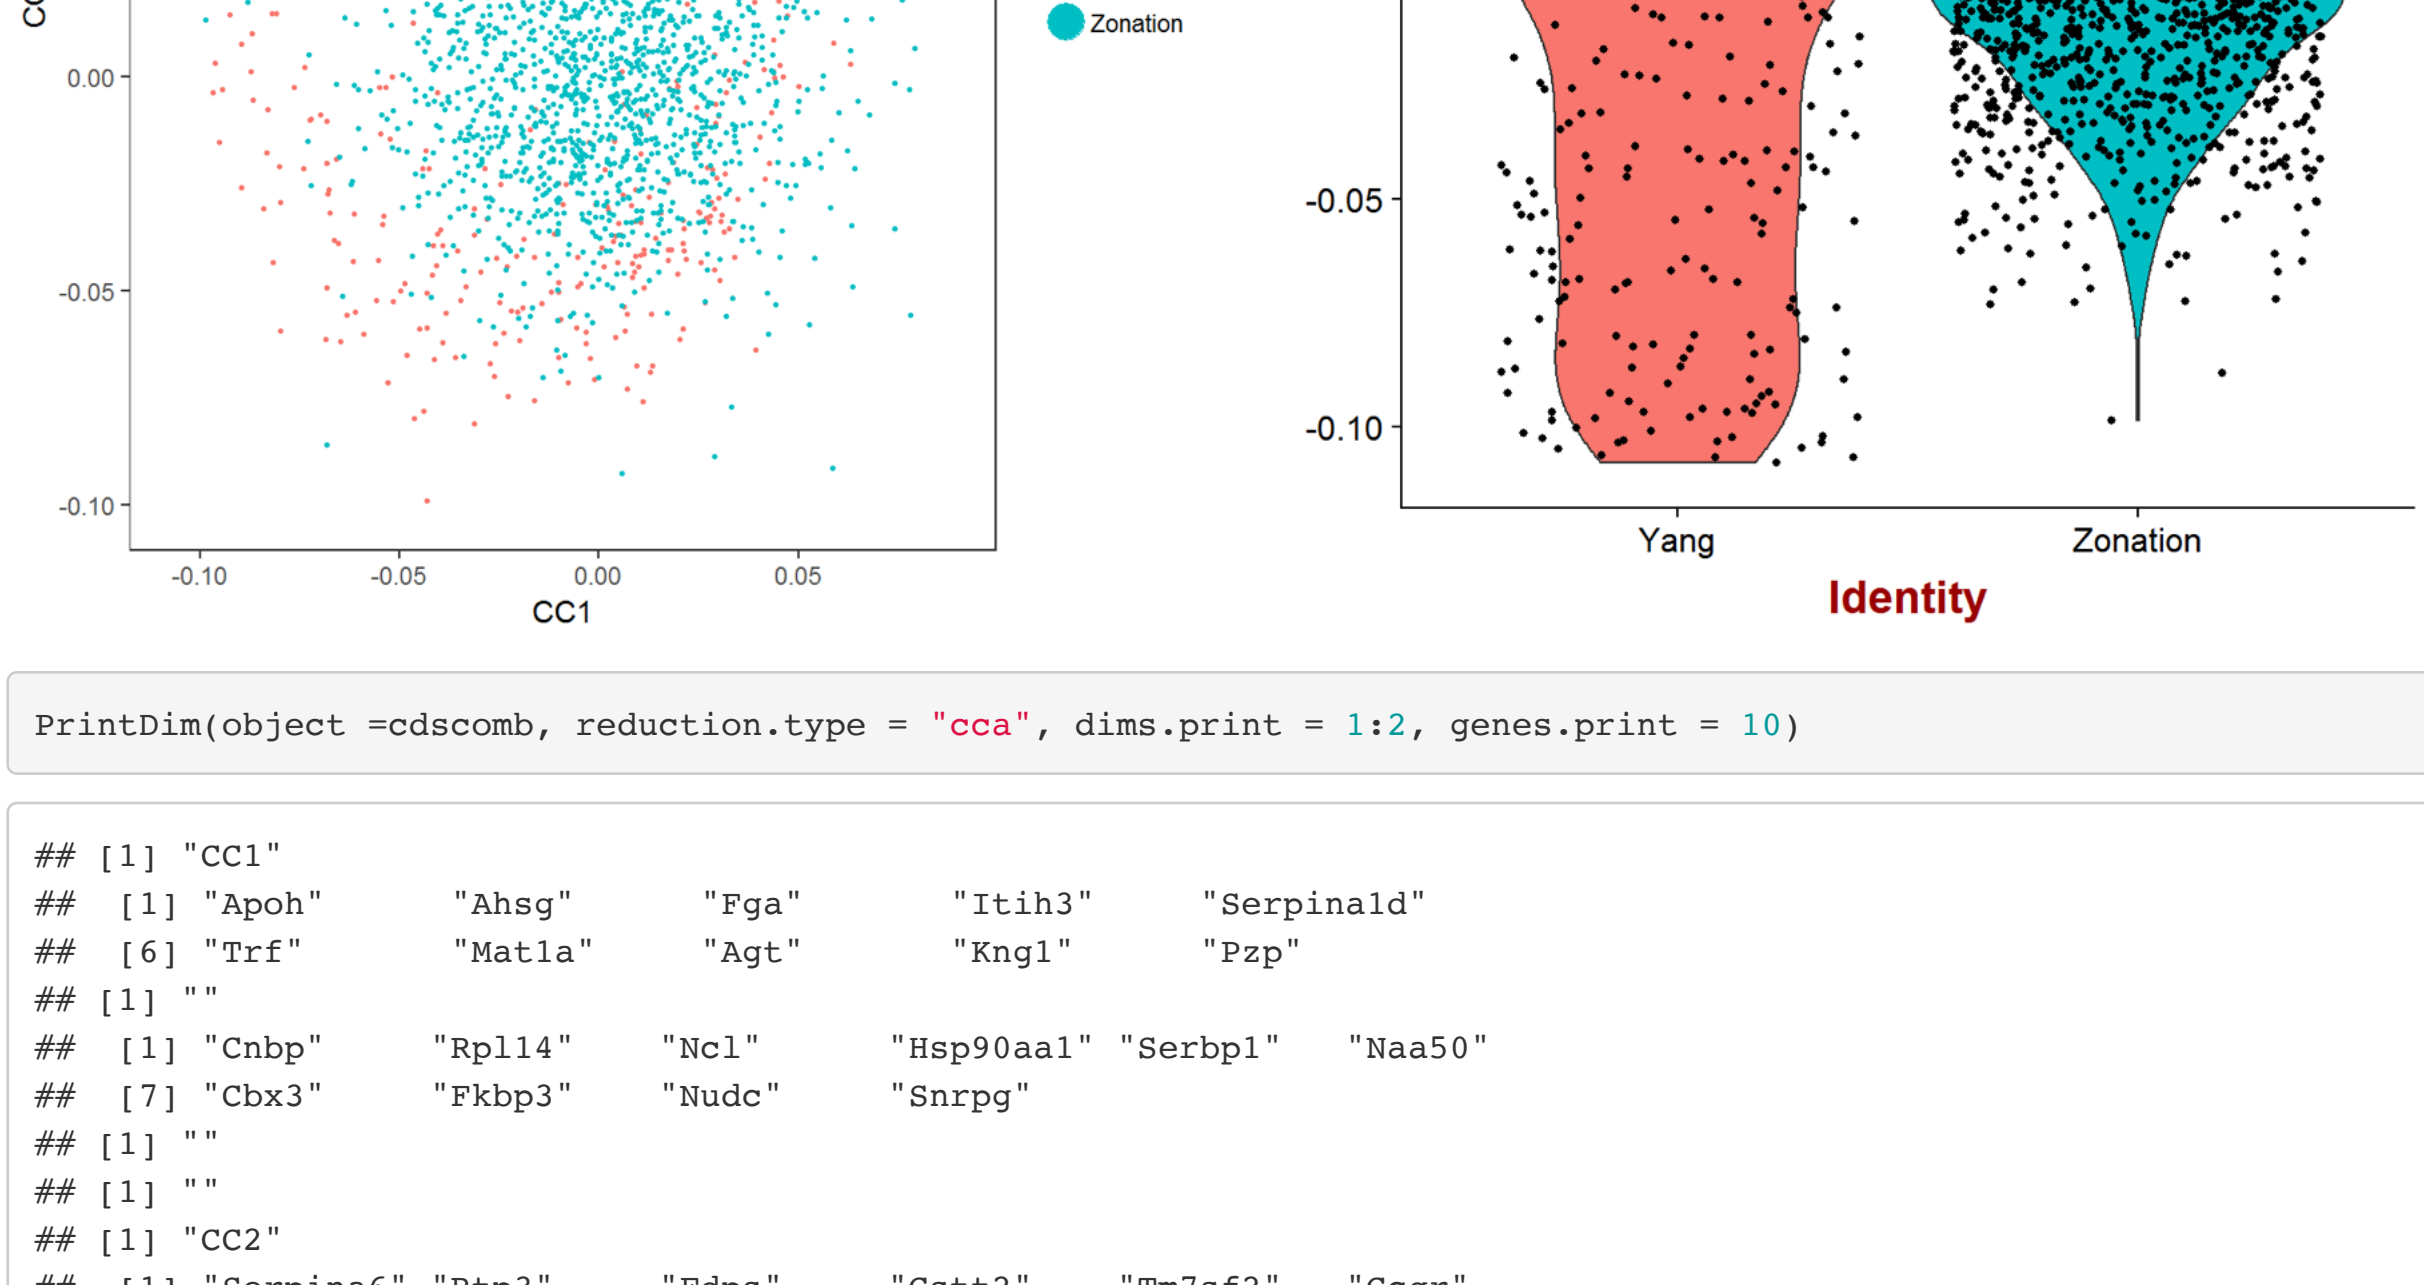 CC
Zonation
0.00
-0.05
-0.10
-0.10 -0.05 0.00 0.05
CC1
-0.05
-0.10
Yang Zonation
Identity
PrintDim(object =cdscomb, reduction.type = "cca", dims.print = 1:2, genes.print = 10)
## [1] "CC1"
##  [1] "Apoh" "Ahsg" "Fga" "Itih3" "Serpina1d"
##  [6] "Trf" "Mat1a" "Agt" "Kng1" "Pzp"
## [1] ""
##  [1] "Cnbp" "Rpl14" "Ncl" "Hsp90aa1" "Serbp1" "Naa50"
##  [7] "Cbx3" "Fkbp3" "Nudc" "Snrpg"
## [1] ""
## [1] ""
## [1] "CC2"
##  [1] "Serpina6"